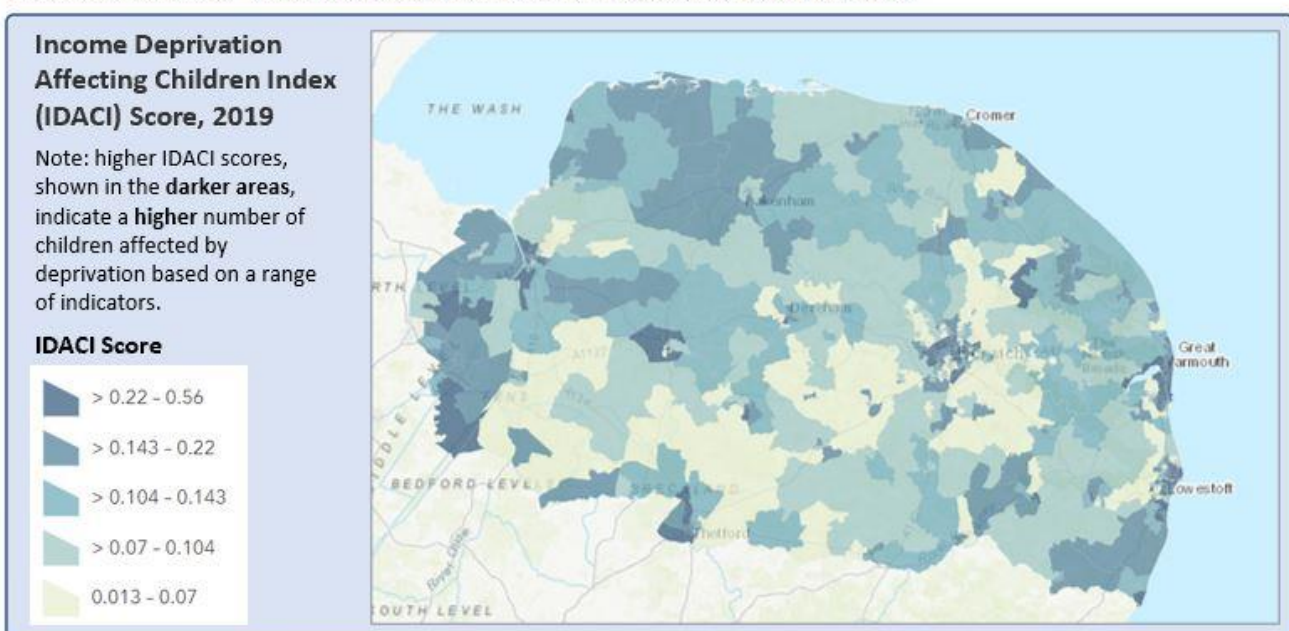 Income Deprivation
Affecting Children Index
(IDACI) Score, 2019
Note: higher IDACI scores,
shown in the darker areas,
indicate a higher number of
children affected by
deprivation based on a range
of indicators.
IDACI Score
> 0.22 - 0.56
> 0.143 - 0.22
> 0.104 - 0.143
> 0.07 - 0.104
0.013 - 0.07
THE WASH
Cromer
Dereham
Great
BEDFORD LEVEL
BRECKLAND
Lowestoft
Thetford
OUTH LEVEL